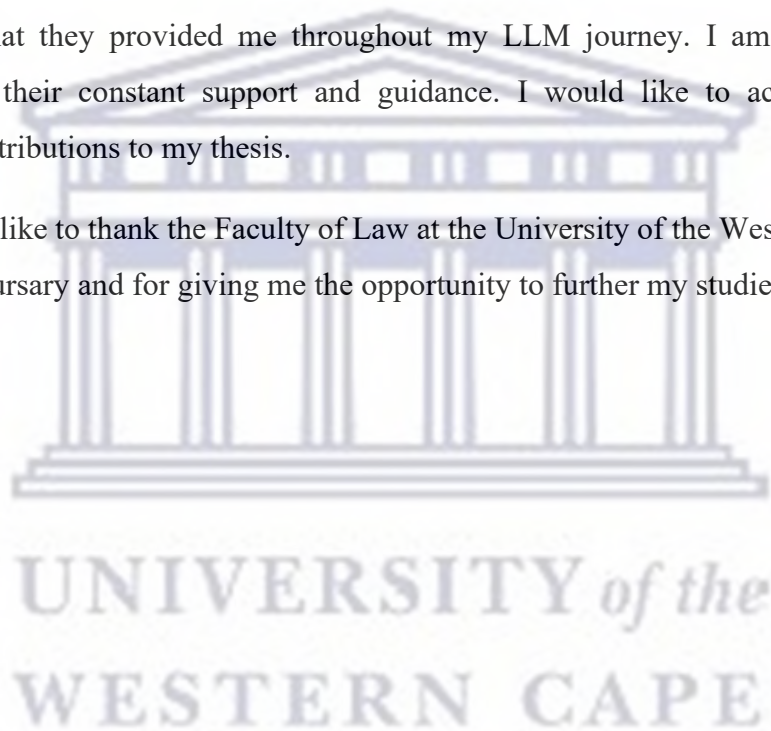 at they provided me throughout my LLM journey. I am
their constant support and guidance. I would like to ac
tributions to my thesis.
like to thank the Faculty of Law at the University of the Wes
ursary and for giving me the opportunity to further my studie
UNIVERSITY of the
WESTERN CAPE